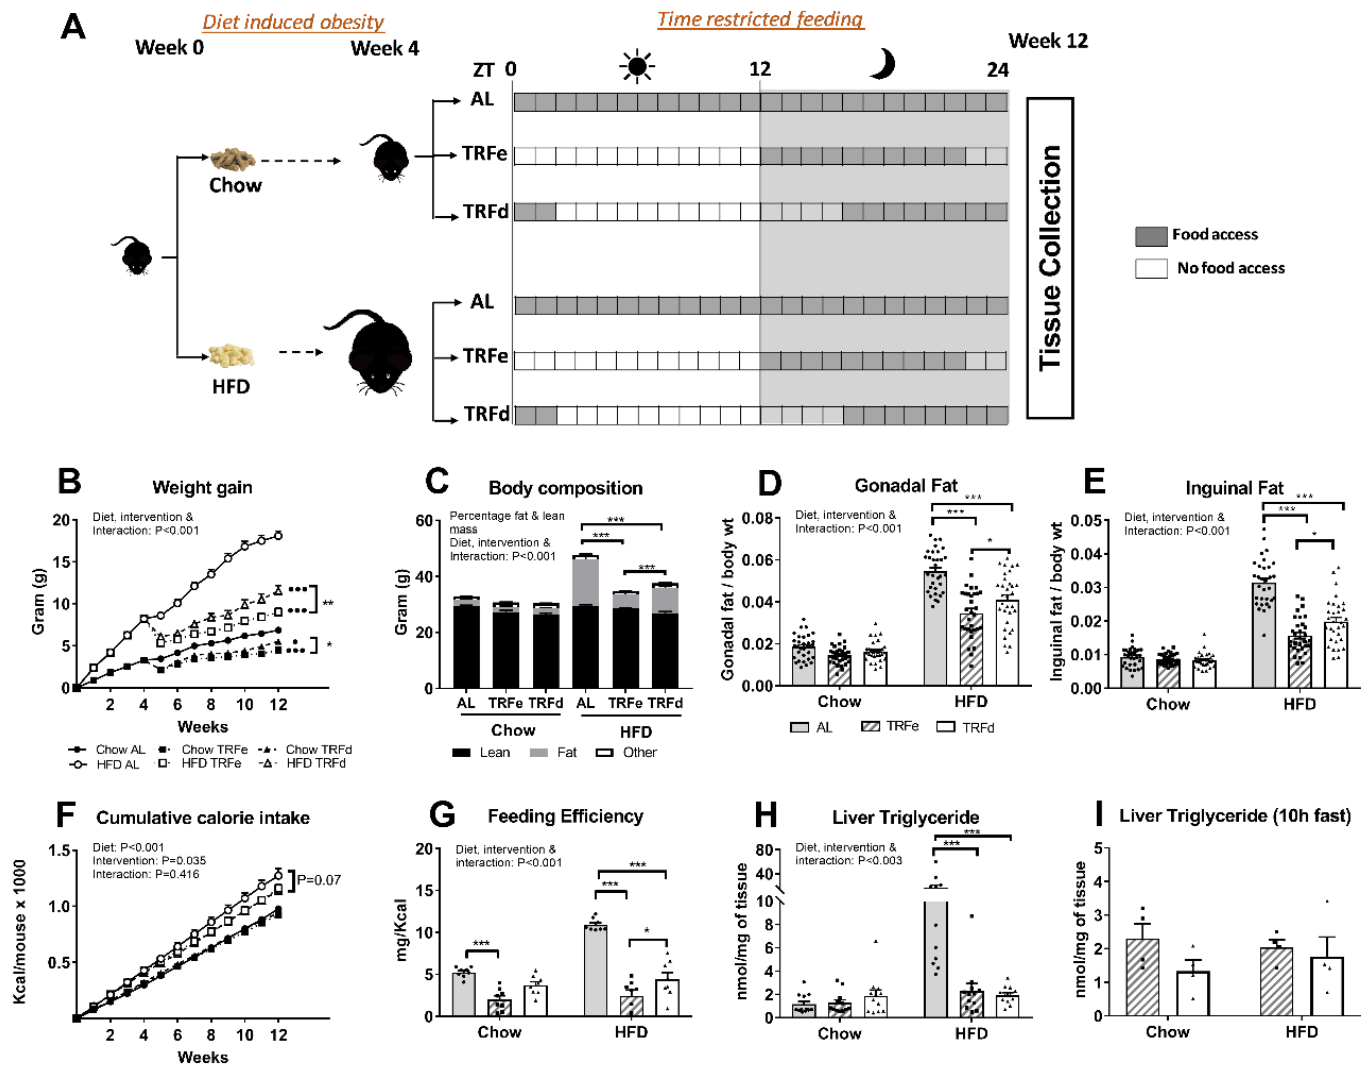 A
Diet induced obesity
Time restricted feeding
Week 0
Week 4
Week 12
ZT
0
12
24
AL
TRFe
TRFd
Chow
AL
TRFe
TRFd
HFD
Tissue Collection
Food access
No food access
B
Weight gain
Diet, intervention &
Interaction: P<0.001
Gram (g)
20
15
10
5
0
2 4 6 8 10 12
Weeks
**
*
Chow AL
Chow TRFe
Chow TRFd
HFD AL
HFD TRFe
HFD TRFd
C
Body composition
Percentage fat & lean
mass
Diet, intervention &
Interaction: P<0.001
Gram (g)
60
40
20
0
***
***
***
AL TRFe TRFd AL TRFe TRFd
Chow HFD
Lean Fat Other
D
Gonadal Fat
Diet, intervention &
Interaction: P<0.001
Gonadal fat / body wt
0.08
0.06
0.04
0.02
0.00
***
***
*
Chow HFD
AL TRFe TRFd
E
Inguinal Fat
Diet, intervention &
Interaction: P<0.001
Inguinal fat / body wt
0.05
0.04
0.03
0.02
0.01
0.00
***
***
*
Chow HFD
F
Cumulative calorie intake
Diet: P<0.001
Intervention: P=0.035
Interaction: P=0.416
Kcal/mouse x 1000
1.5
1.0
0.5
P=0.07
2 4 6 8 10 12
Weeks
G
Feeding Efficiency
Diet, intervention &
interaction: P<0.001
mg/Kcal
20
15
10
5
0
***
***
***
*
Chow HFD
H
Liver Triglyceride
Diet, intervention &
interaction: P<0.003
nmol/mg of tissue
80
40
10
8
6
4
2
0
***
***
Chow HFD
I
Liver Triglyceride (10h fast)
nmol/mg of tissue
5
4
3
2
1
0
Chow HFD